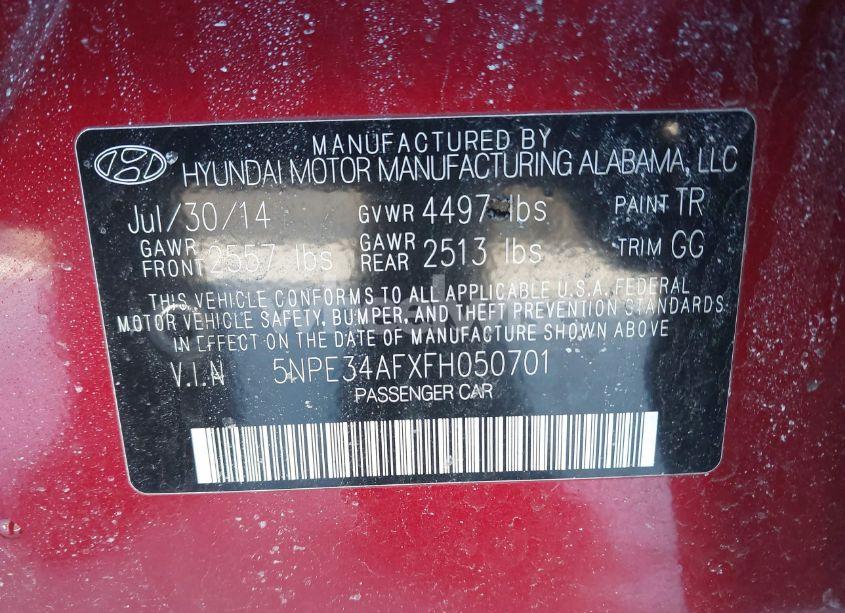 MANUFACTURED BY
HYUNDAI MOTOR MANUFACTURING ALABAMA, LLC
Jul/30/14 GVWR 4497 lbs PAINT TR
GAWR FRONT 2557 lbs GAWR REAR 2513 lbs TRIM GG
THIS VEHICLE CONFORMS TO ALL APPLICABLE U.S.A. FEDERAL
MOTOR VEHICLE SAFETY, BUMPER, AND THEFT PREVENTION STANDARDS
IN EFFECT ON THE DATE OF MANUFACTURE SHOWN ABOVE.
V.I.N 5NPE34AFXFH050701
PASSENGER CAR